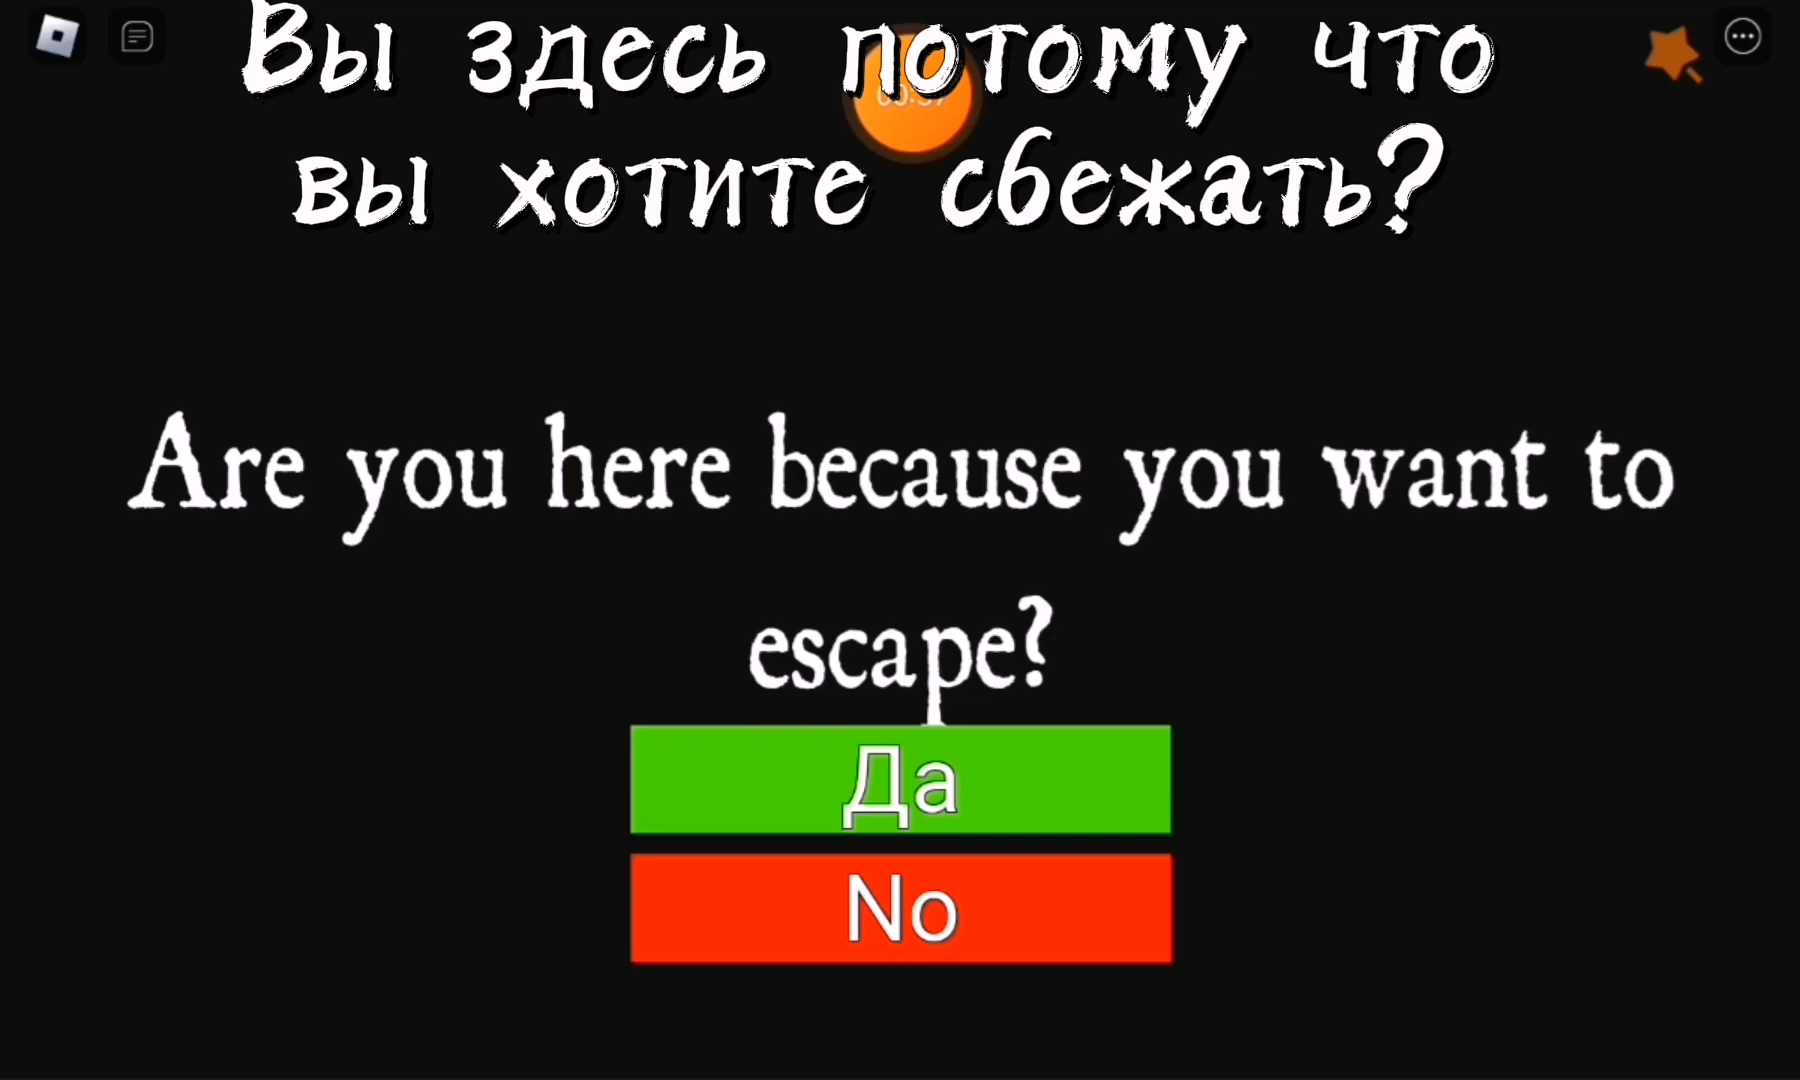 Вы здесь потому что
вы хотите сбежать?
Are you here because you want to
escape?
Да
No